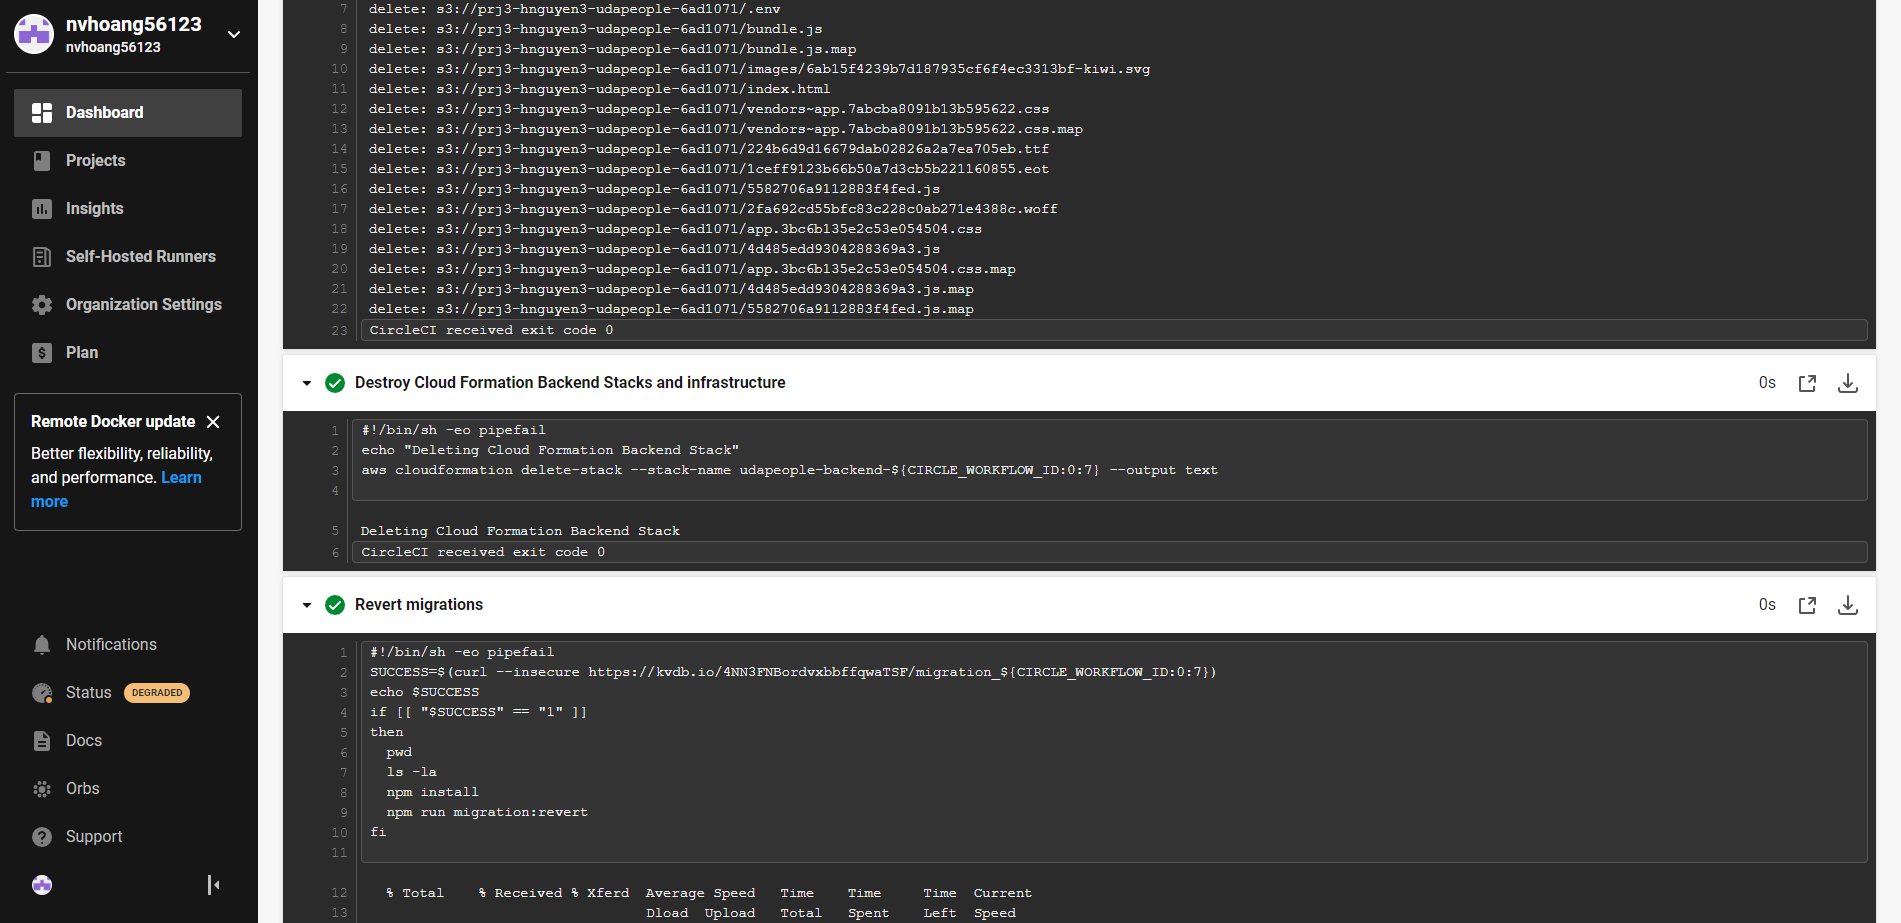 nvhoang56123
nvhoang56123
Dashboard
Projects
Insights
Self-Hosted Runners
Organization Settings
Plan
Remote Docker update
Better flexibility, reliability,
and performance. Learn
more
Notifications
Status DEGRADED
Docs
Orbs
Support
7 delete: s3://prj3-hnguyen3-udapeople-6ad1071/.env
8 delete: s3://prj3-hnguyen3-udapeople-6ad1071/bundle.js
9 delete: s3://prj3-hnguyen3-udapeople-6ad1071/bundle.js.map
10 delete: s3://prj3-hnguyen3-udapeople-6ad1071/images/6ab15f4239b7d187935cf6f4ec3313bf-kiwi.svg
11 delete: s3://prj3-hnguyen3-udapeople-6ad1071/index.html
12 delete: s3://prj3-hnguyen3-udapeople-6ad1071/vendors~app.7abcba8091b13b595622.css
13 delete: s3://prj3-hnguyen3-udapeople-6ad1071/vendors~app.7abcba8091b13b595622.css.map
14 delete: s3://prj3-hnguyen3-udapeople-6ad1071/224b6d9d16679dab02826a2a7ea705eb.ttf
15 delete: s3://prj3-hnguyen3-udapeople-6ad1071/1ceff9123b66b50a7d3cb5b221160855.eot
16 delete: s3://prj3-hnguyen3-udapeople-6ad1071/5582706a9112883f4fed.js
17 delete: s3://prj3-hnguyen3-udapeople-6ad1071/2fa692cd55bfc83c228c0ab271e4388c.woff
18 delete: s3://prj3-hnguyen3-udapeople-6ad1071/app.3bc6b135e2c53e054504.css
19 delete: s3://prj3-hnguyen3-udapeople-6ad1071/4d485edd9304288369a3.js
20 delete: s3://prj3-hnguyen3-udapeople-6ad1071/app.3bc6b135e2c53e054504.css.map
21 delete: s3://prj3-hnguyen3-udapeople-6ad1071/4d485edd9304288369a3.js.map
22 delete: s3://prj3-hnguyen3-udapeople-6ad1071/5582706a9112883f4fed.js.map
23 CircleCI received exit code 0
Destroy Cloud Formation Backend Stacks and infrastructure 0s
1 #!/bin/sh -eo pipefail
2 echo "Deleting Cloud Formation Backend Stack"
3 aws cloudformation delete-stack --stack-name udapeople-backend-${CIRCLE_WORKFLOW_ID:0:7} --output text
4
5 Deleting Cloud Formation Backend Stack
6 CircleCI received exit code 0
Revert migrations 0s
1 #!/bin/sh -eo pipefail
2 SUCCESS=$(curl --insecure https://kvdb.io/4NN3FNBordvxbbffqwaTSF/migration_${CIRCLE_WORKFLOW_ID:0:7})
3 echo $SUCCESS
4 if [[ "$SUCCESS" == "1" ]]
5 then
6 pwd
7 ls -la
8 npm install
9 npm run migration:revert
10 fi
11
12 % Total % Received % Xferd Average Speed Time Time Time Current
13 Dload Upload Total Spent Left Speed